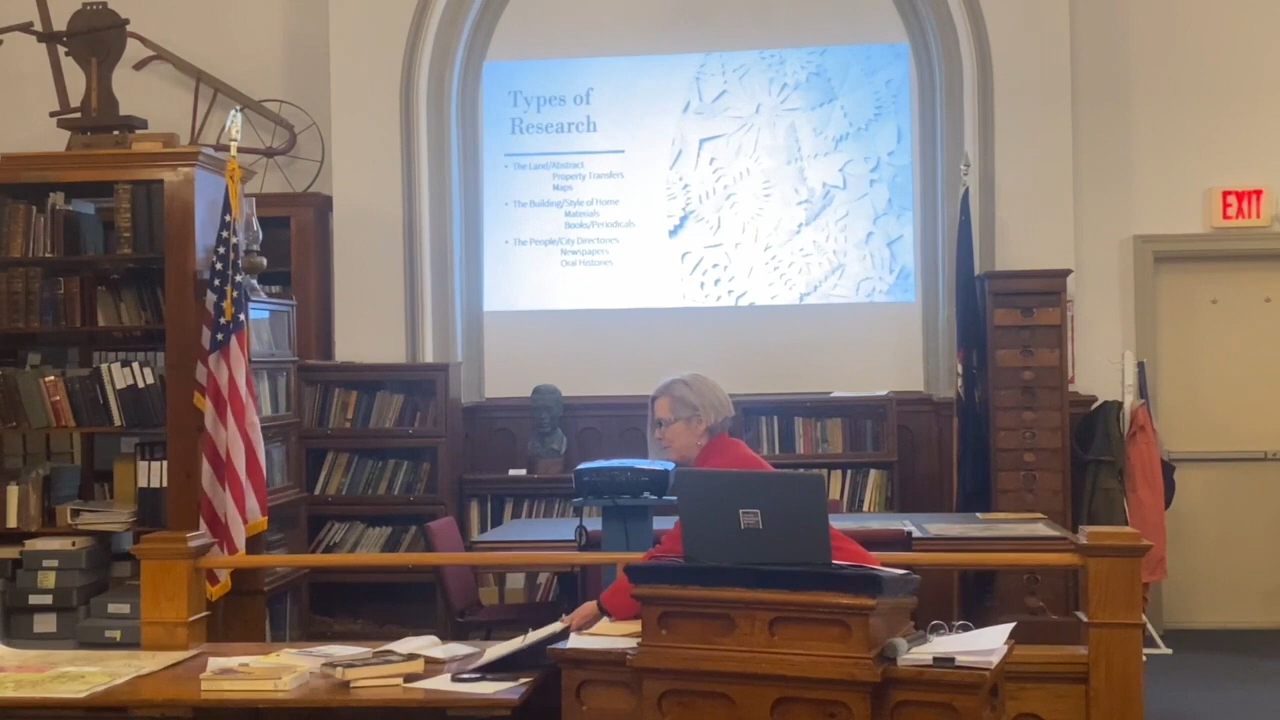 Types of
Research
• The Land/Abstract
Property Transfers
Maps
• The Building/Style of Home
Materials
Books/Periodicals
• The People/City Directories
Newspapers
Oral Histories
EXIT